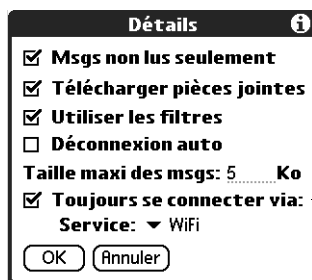 Détails
Msgs non lus seulement
Télécharger pièces jointes
Utiliser les filtres
Déconnexion auto
Taille maxi des msgs: 5 Ko
Toujours se connecter via:
Service: WiFi
OK Annuler